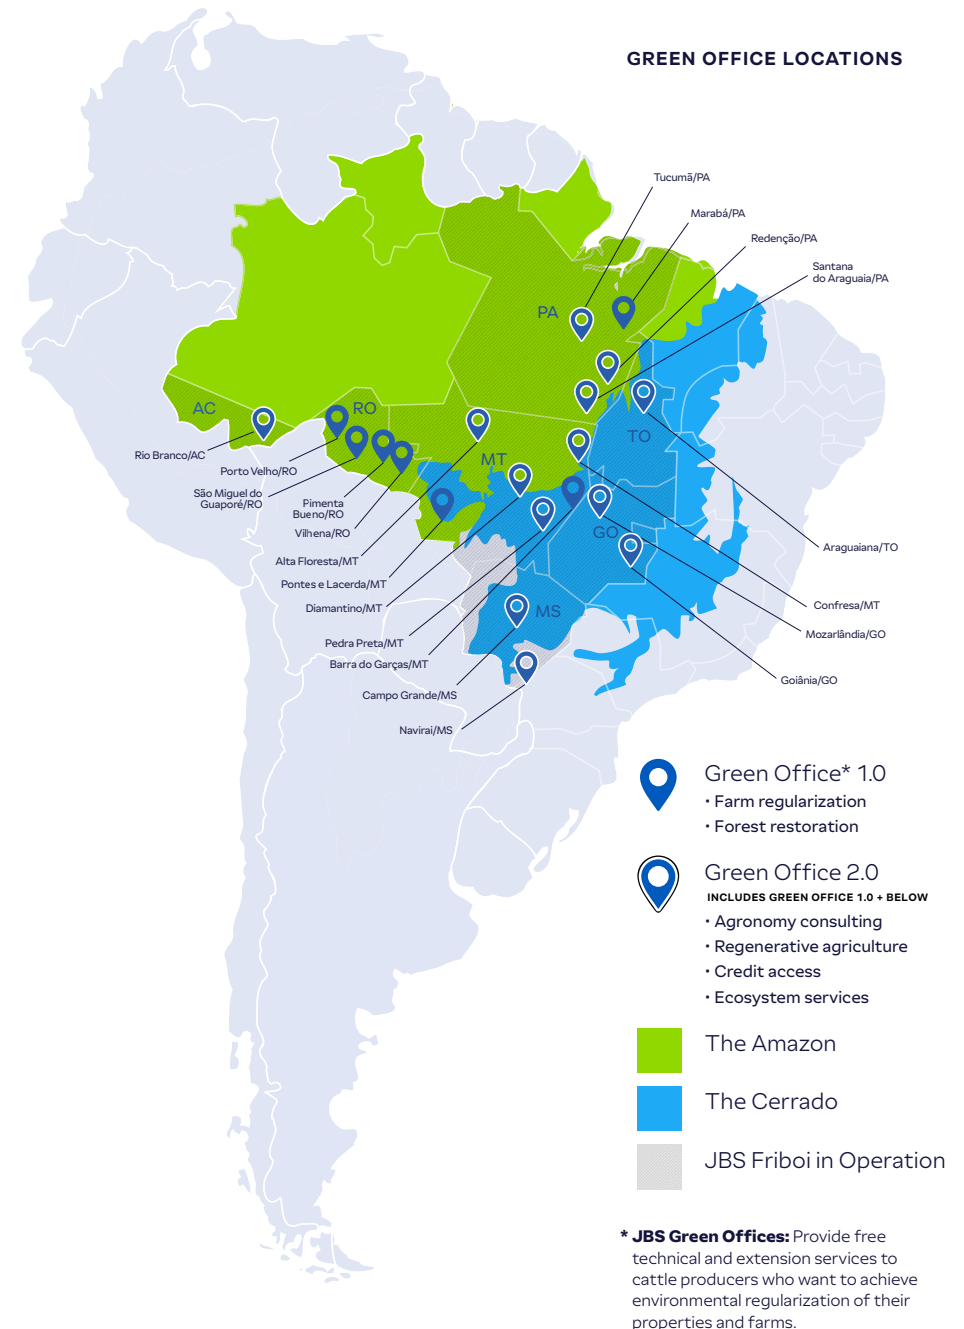 GREEN OFFICE LOCATIONS
Tucumã/PA
Marabá/PA
Redenção/PA
Santana
do Araguaia/PA
PA
AC
RO
TO
MT
GO
MS
Rio Branco/AC
Porto Velho/RO
São Miguel do
Guaporé/RO
Pimenta
Bueno/RO
Vilhena/RO
Alta Floresta/MT
Pontes e Lacerda/MT
Diamantino/MT
Pedra Preta/MT
Barra do Garças/MT
Campo Grande/MS
Naviraí/MS
Araguaiana/TO
Confresa/MT
Mozarlândia/GO
Goiânia/GO
Green Office* 1.0
• Farm regularization
• Forest restoration
Green Office 2.0
INCLUDES GREEN OFFICE 1.0 + BELOW
• Agronomy consulting
• Regenerative agriculture
• Credit access
• Ecosystem services
The Amazon
The Cerrado
JBS Friboi in Operation
* JBS Green Offices: Provide free
technical and extension services to
cattle producers who want to achieve
environmental regularization of their
properties and farms.